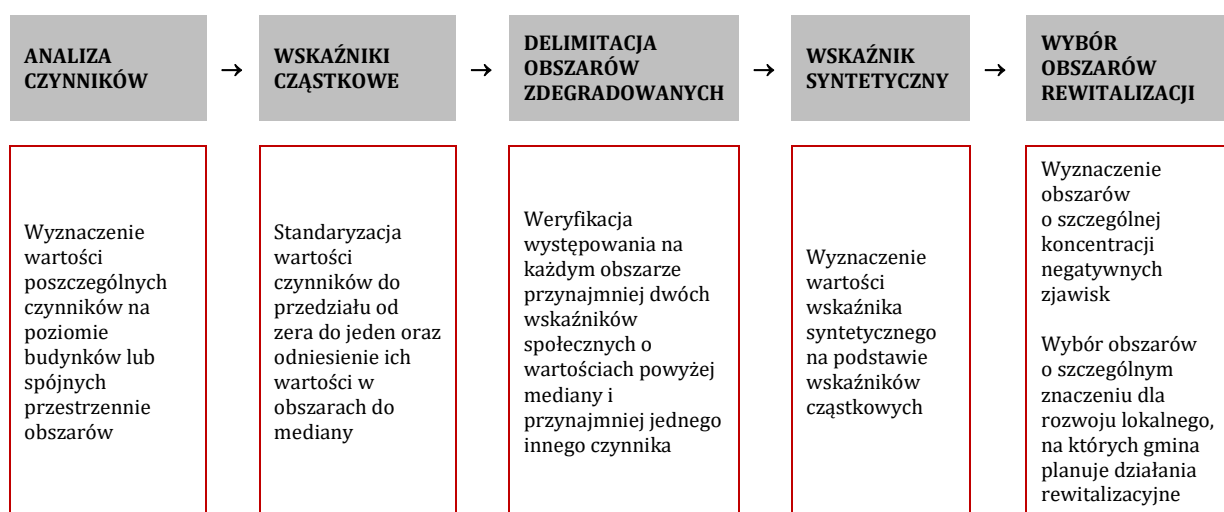 ANALIZA
CZYNNIKÓW
→
WSKAŹNIKI
CZĄSTKOWE
→
DELIMITACJA
OBSZARÓW
ZDEGRADOWANYCH
→
WSKAŹNIK
SYNTETYCZNY
→
WYBÓR
OBSZARÓW
REWITALIZACJI
Wyznaczenie
wartości
poszczególnych
czynników na
poziomie
budynków lub
spójnych
przestrzennie
obszarów
Standaryzacja
wartości
czynników do
przedziału od
zera do jeden oraz
odniesienie ich
wartości w
obszarach do
mediany
Weryfikacja
występowania na
każdym obszarze
przynajmniej dwóch
wskaźników
społecznych o
wartościach powyżej
mediany i
przynajmniej jednego
innego czynnika
Wyznaczenie
wartości
wskaźnika
syntetycznego
na podstawie
wskaźników
cząstkowych
Wyznaczenie
obszarów
o szczególnej
koncentracji
negatywnych
zjawisk
Wybór obszarów
o szczególnym
znaczeniu dla
rozwoju lokalnego,
na których gmina
planuje działania
rewitalizacyjne